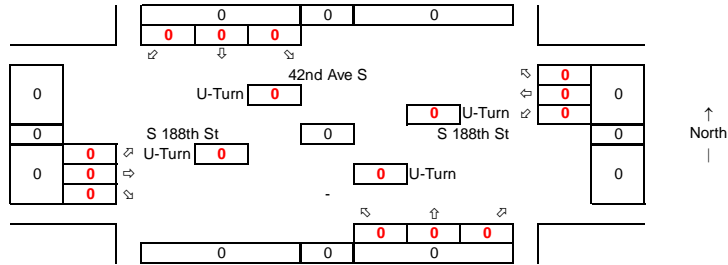 0 0 0
0 0 0
⬃ ⇩ ⬂
42nd Ave S
⬁ 0
0 U-Turn 0 ⇦ 0 0
0 U-Turn ⬃ 0 ↑
0 S 188th St 0 S 188th St 0 North
0 ⬀ U-Turn 0 |
0 0 ⇨ 0 U-Turn 0
0 ⬂ -
⬁ ⇧ ⬀
0 0 0
0 0 0